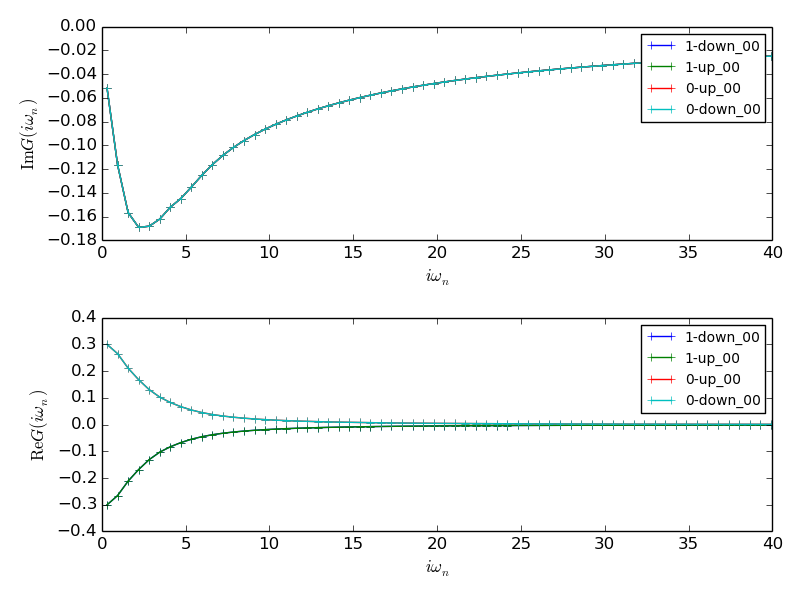 0.00
−0.02
−0.04
−0.06
−0.08
−0.10
−0.12
−0.14
−0.16
−0.18
ImG(iωₙ)
1-down_00
1-up_00
0-up_00
0-down_00
0 5 10 15 20 25 30 35 40
iωₙ
0.4
0.3
0.2
0.1
0.0
−0.1
−0.2
−0.3
−0.4
ReG(iωₙ)
1-down_00
1-up_00
0-up_00
0-down_00
0 5 10 15 20 25 30 35 40
iωₙ